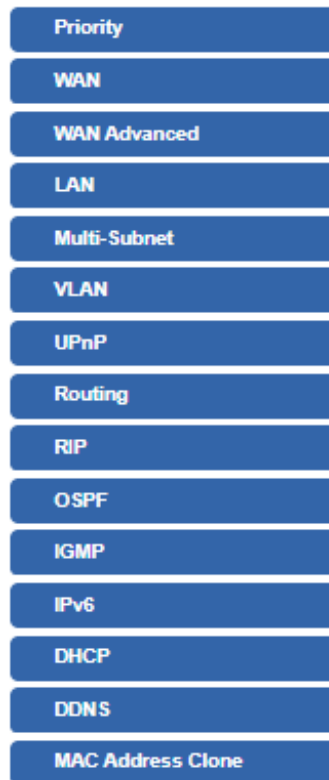 Priority
WAN
WAN Advanced
LAN
Multi-Subnet
VLAN
UPnP
Routing
RIP
OSPF
IGMP
IPv6
DHCP
DDNS
MAC Address Clone